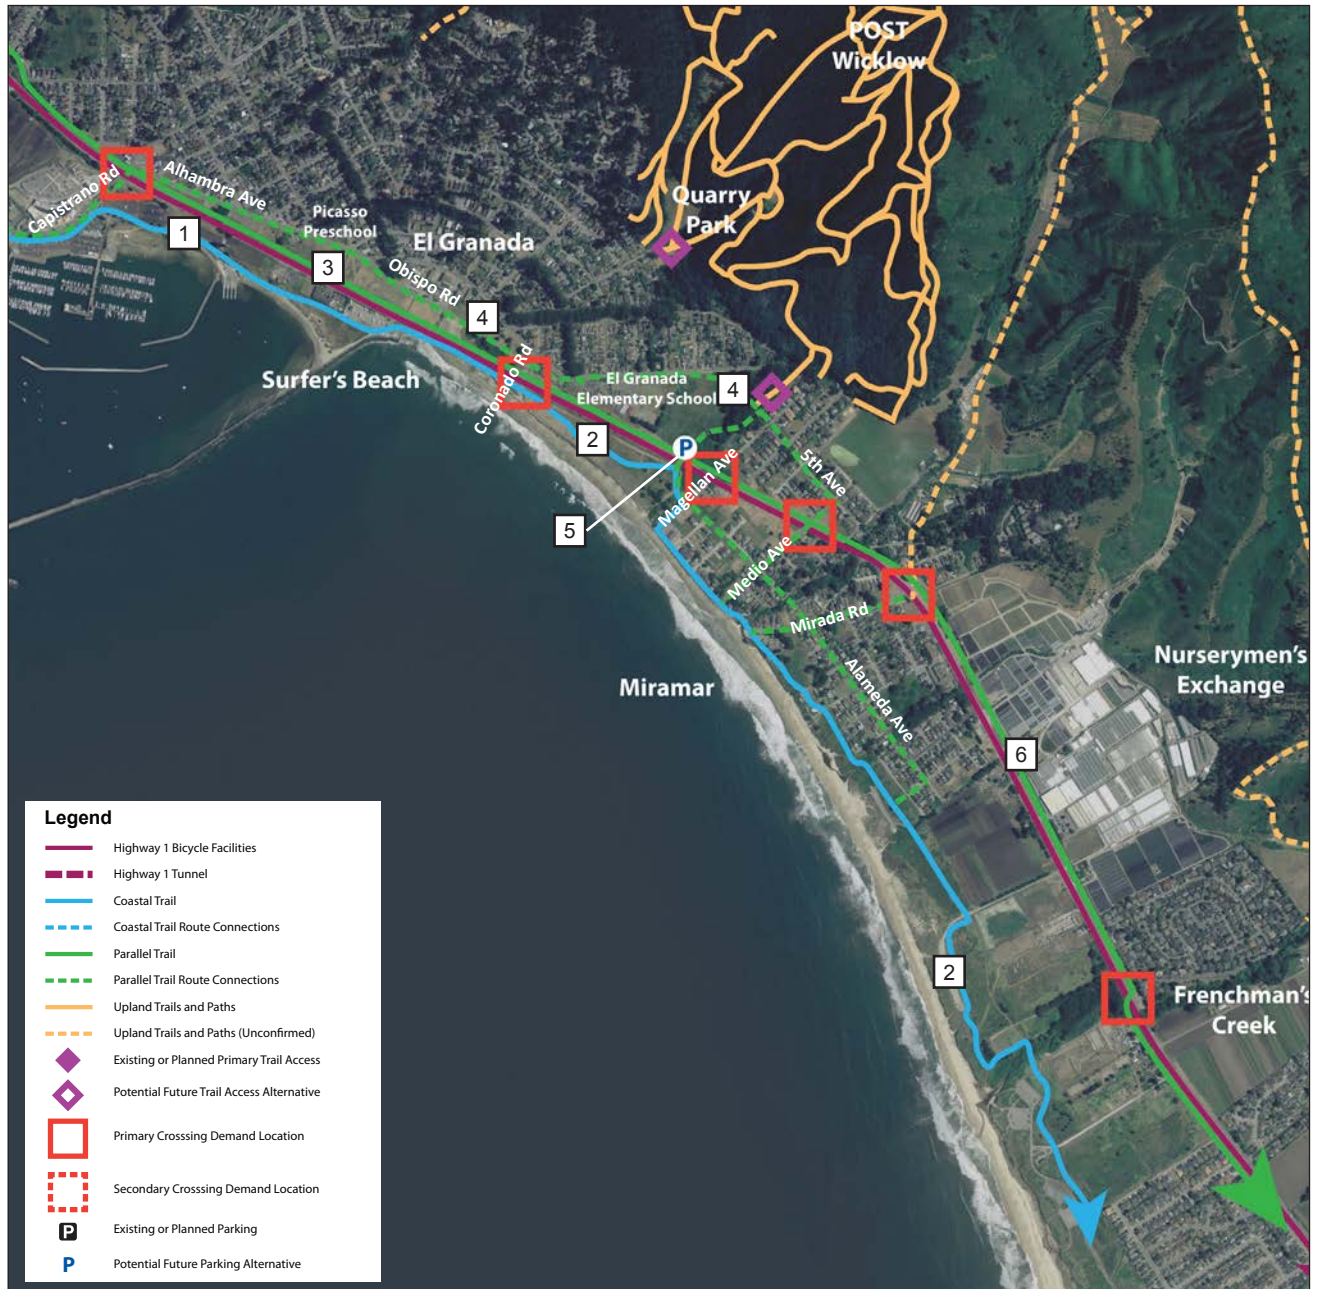 POST
Wicklow
Quarry
Park
Capistrano Rd
Alhambra Ave
1
Picasso
Preschool
El Granada
3
Obispo Rd
4
Surfer's Beach
Coronado Rd
El Granada
Elementary School
4
2
P
Magellan Ave
5th Ave
5
Medio Ave
Mirada Rd
Miramar
Alameda Ave
Nurserymen's
Exchange
6
2
Frenchman's
Creek
Legend
Highway 1 Bicycle Facilities
Highway 1 Tunnel
Coastal Trail
Coastal Trail Route Connections
Parallel Trail
Parallel Trail Route Connections
Upland Trails and Paths
Upland Trails and Paths (Unconfirmed)
Existing or Planned Primary Trail Access
Potential Future Trail Access Alternative
Primary Crosssing Demand Location
Secondary Crosssing Demand Location
P Existing or Planned Parking
P Potential Future Parking Alternative